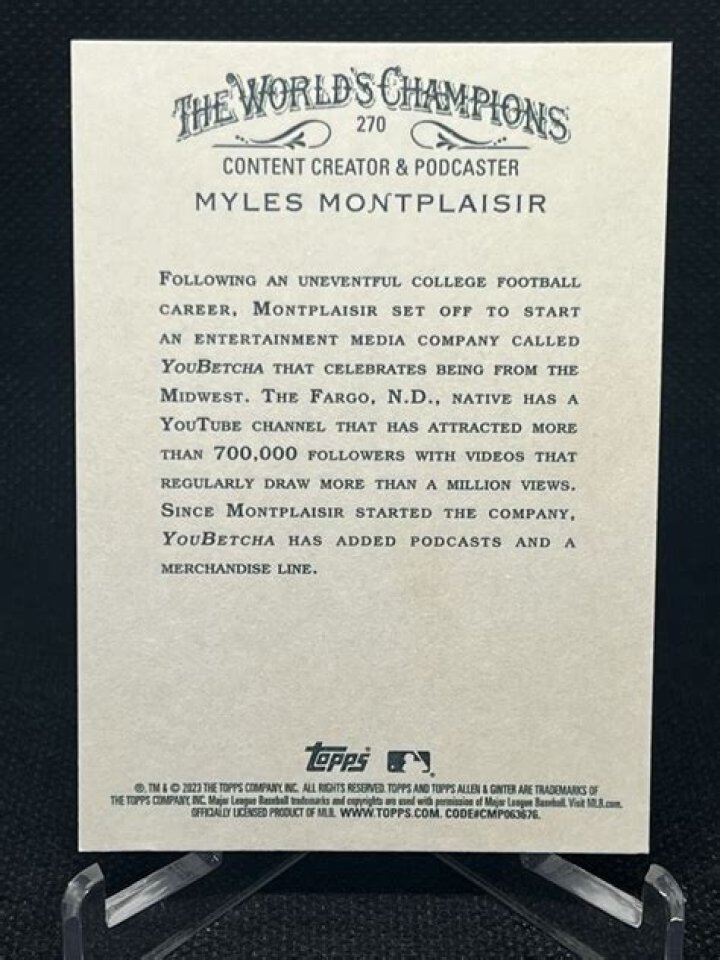 THE WORLD'S CHAMPIONS
270
CONTENT CREATOR & PODCASTER
MYLES MONTPLAISIR
FOLLOWING AN UNEVENTFUL COLLEGE FOOTBALL
CAREER, MONTPLAISIR SET OFF TO START
AN ENTERTAINMENT MEDIA COMPANY CALLED
YOUBETCHA THAT CELEBRATES BEING FROM THE
MIDWEST. THE FARGO, N.D., NATIVE HAS A
YOUTUBE CHANNEL THAT HAS ATTRACTED MORE
THAN 700,000 FOLLOWERS WITH VIDEOS THAT
REGULARLY DRAW MORE THAN A MILLION VIEWS.
SINCE MONTPLAISIR STARTED THE COMPANY,
YOUBETCHA HAS ADDED PODCASTS AND A
MERCHANDISE LINE.
Topps
®, TM & © 2023 THE TOPPS COMPANY, INC. ALL RIGHTS RESERVED. TOPPS AND TOPPS ALLEN & GINTER ARE TRADEMARKS OF
THE TOPPS COMPANY, INC. Major League Baseball trademarks and copyrights are used with permission of Major League Baseball. Visit MLB.com.
OFFICIALLY LICENSED PRODUCT OF MLB. WWW.TOPPS.COM. CODE#CMP063676.